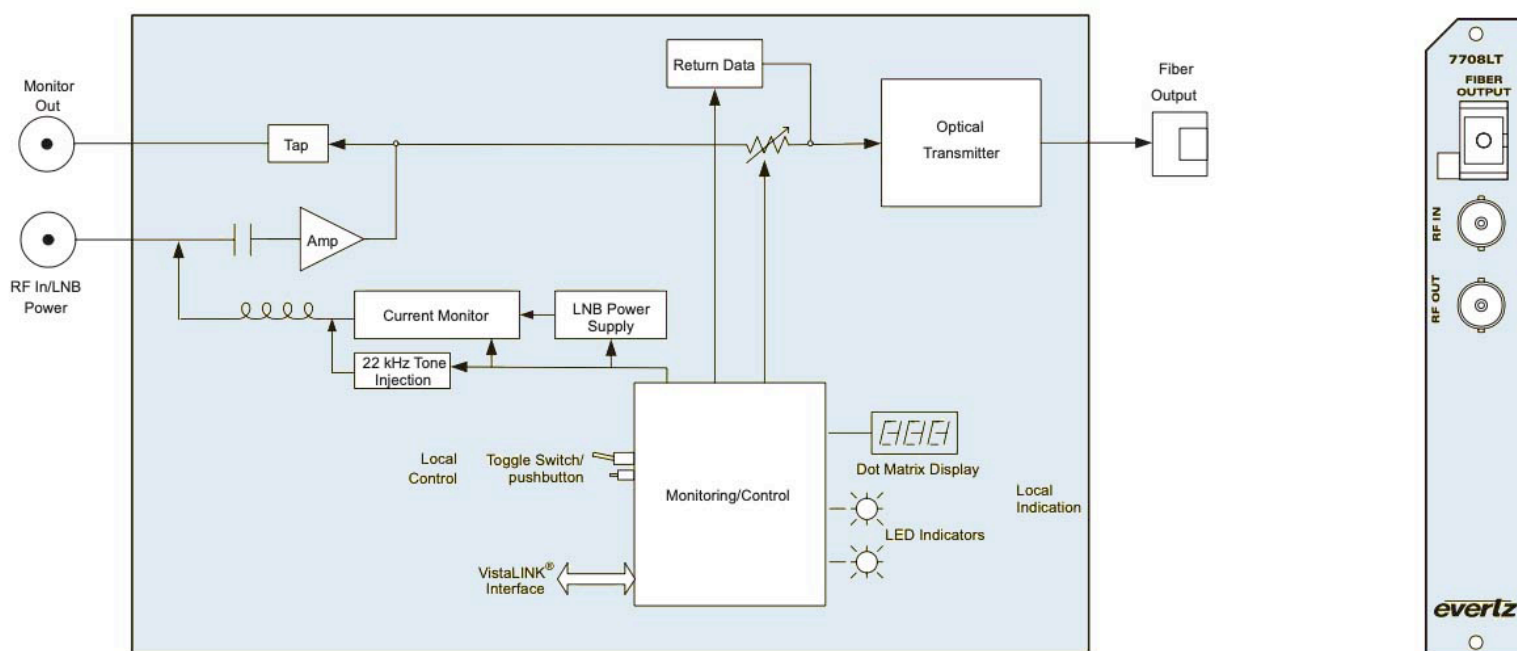 Monitor
Out
Tap
Return Data
Optical
Transmitter
Fiber
Output
Amp
RF In/LNB
Power
Current Monitor
LNB Power
Supply
22 kHz Tone
Injection
Local
Control
Toggle Switch/
pushbutton
Monitoring/Control
Dot Matrix Display
Local
Indication
LED Indicators
VistaLINK®
Interface
7708LT
FIBER
OUTPUT
RF IN
RF OUT
evertz